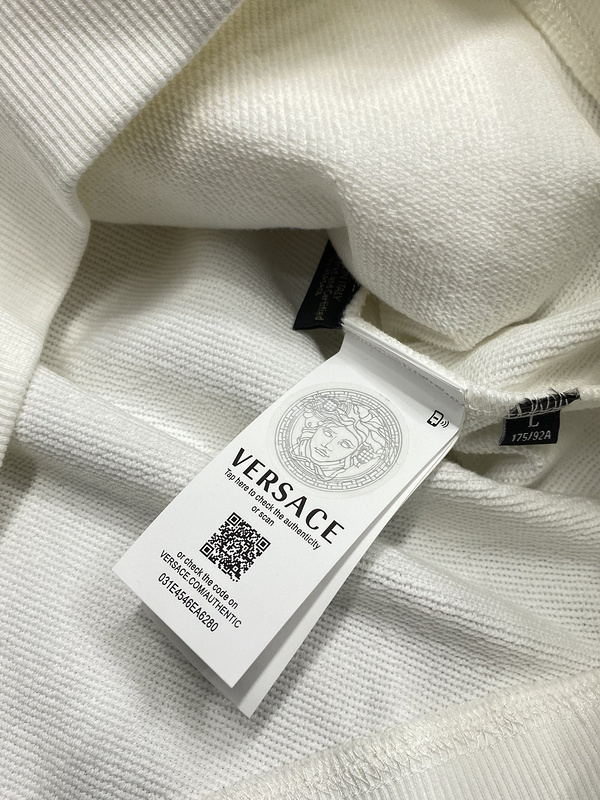 VERSACE
Tap here to check the authenticity
or scan
or check the code on
VERSACE.COM/AUTHENTIC
031E4546EA6280
L
175/92A